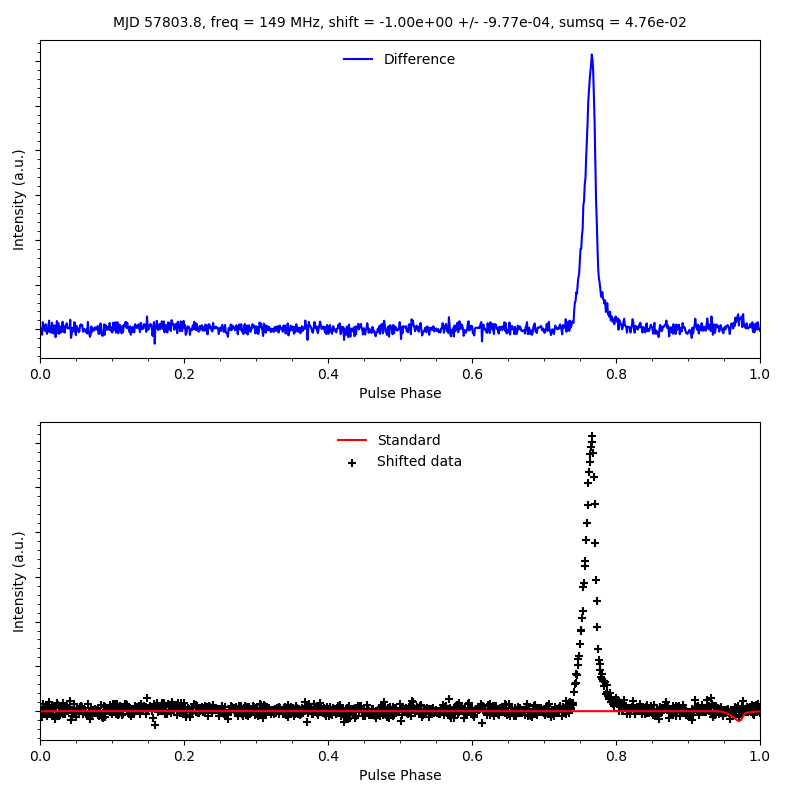 MJD 57803.8, freq = 149 MHz, shift = -1.00e+00 +/- -9.77e-04, sumsq = 4.76e-02
Difference
Intensity (a.u.)
0.0 0.2 0.4 0.6 0.8 1.0
Pulse Phase
Standard
Shifted data
Intensity (a.u.)
0.0 0.2 0.4 0.6 0.8 1.0
Pulse Phase